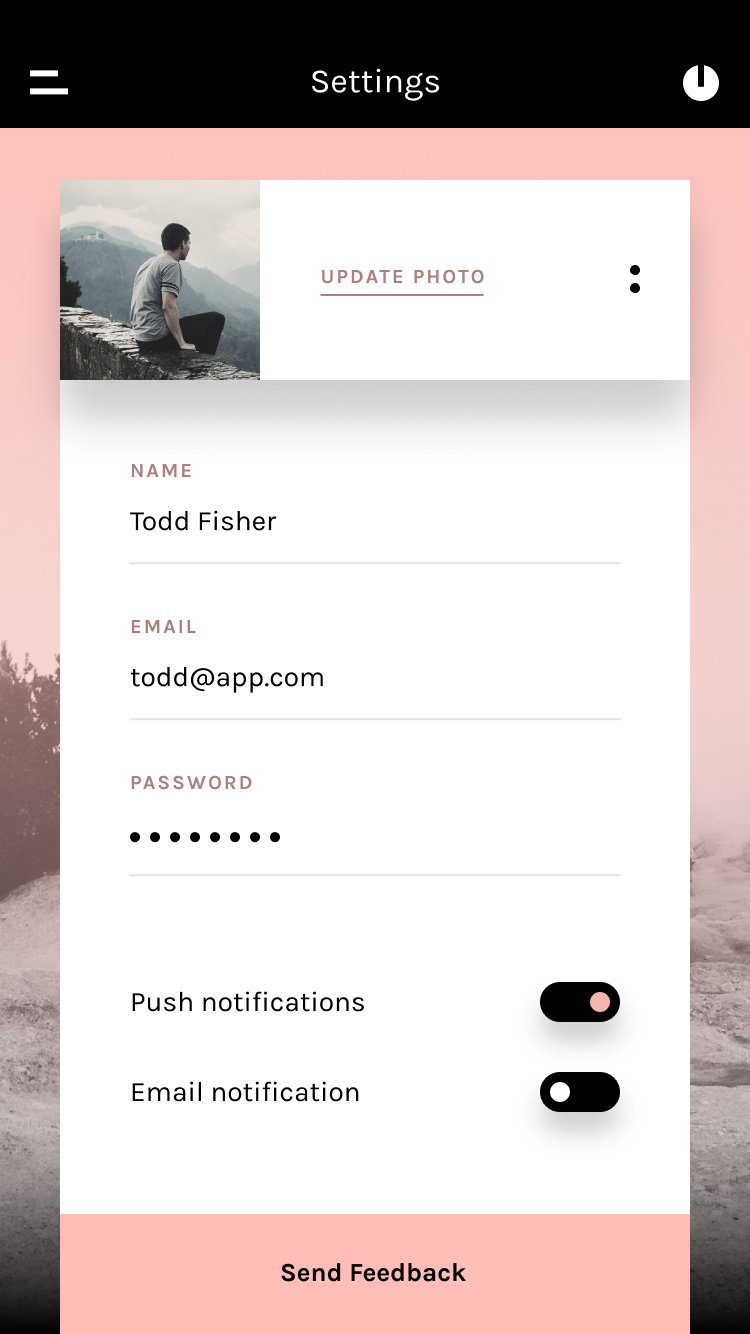 Settings
UPDATE PHOTO
NAME
Todd Fisher
EMAIL
todd@app.com
PASSWORD
Push notifications
Email notification
Send Feedback